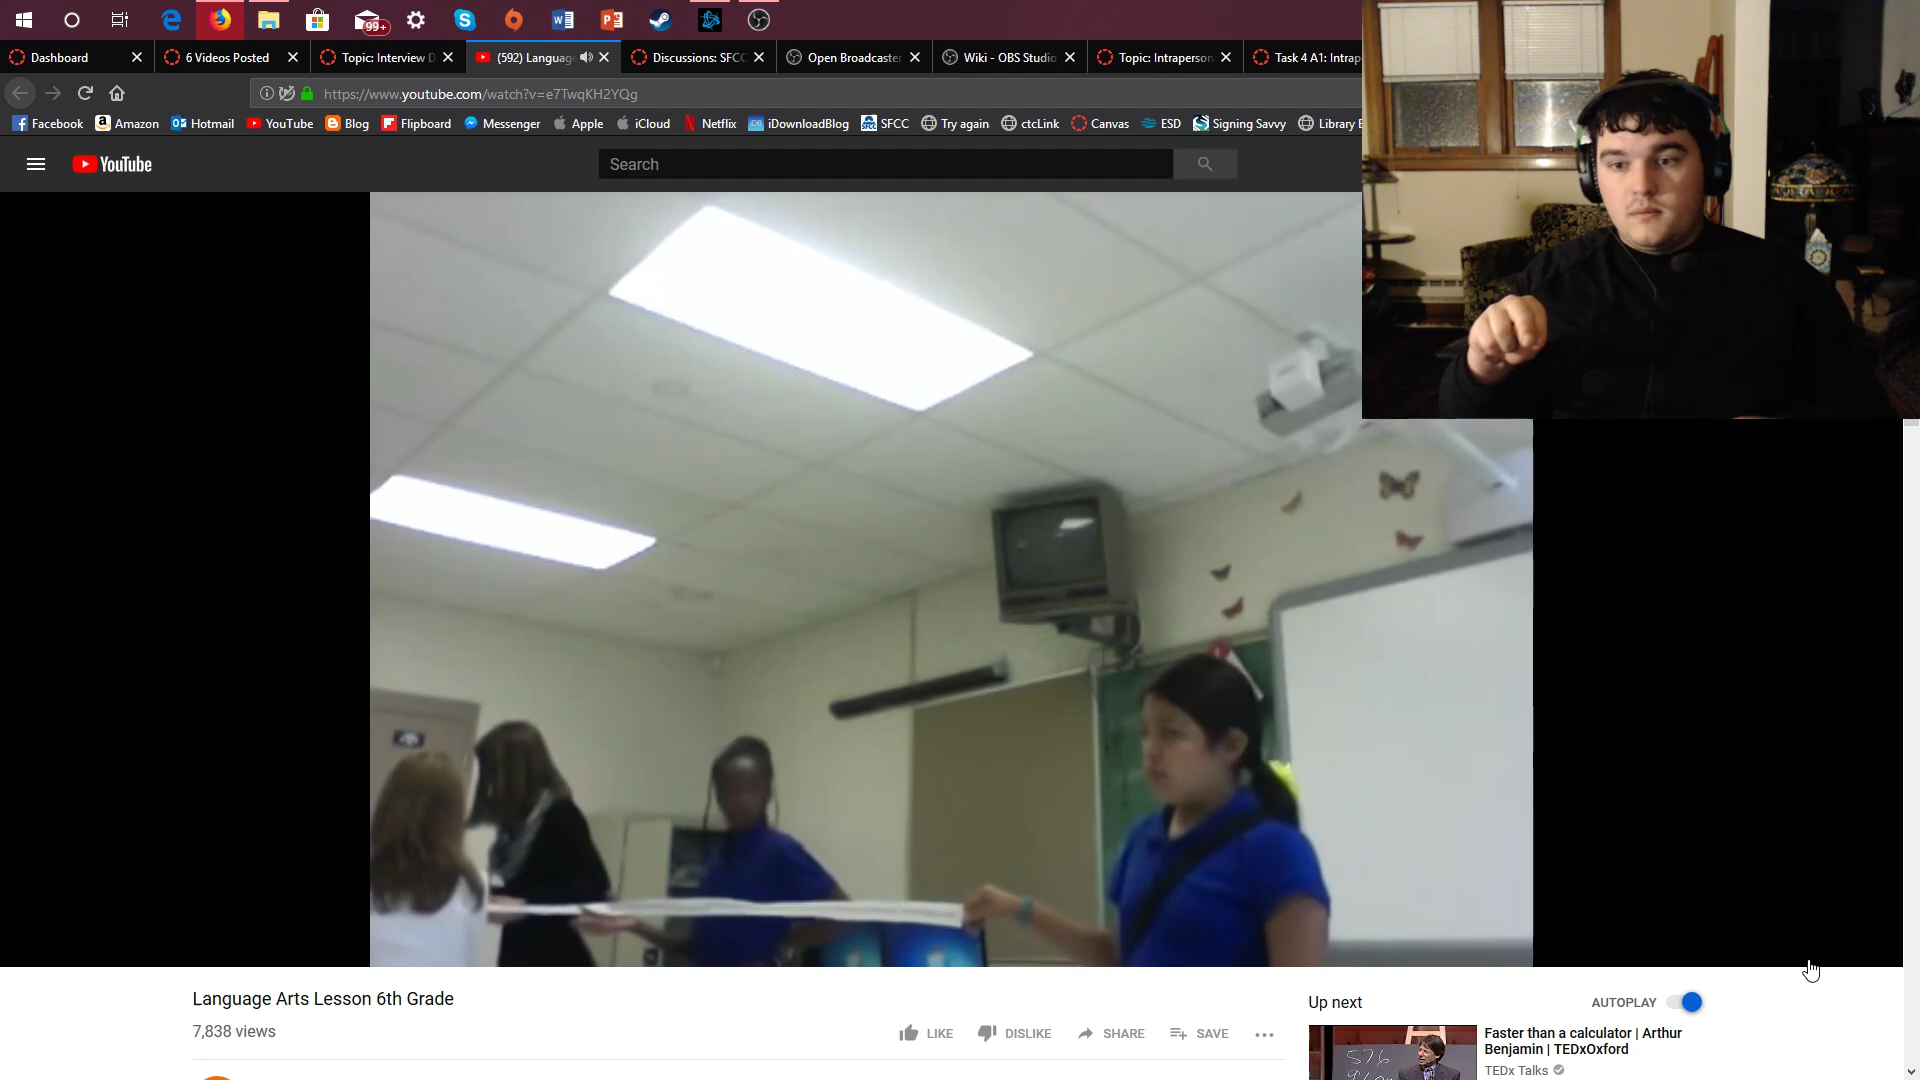 99+
Dashboard
6 Videos Posted
Topic: Interview D
(592) Language
Discussions: SFCC
Open Broadcaster
Wiki - OBS Studio
Topic: Intraperson
Task 4 A1: Intrap
https://www.youtube.com/watch?v=e7TwqKH2YQg
Facebook
Amazon
Hotmail
YouTube
Blog
Flipboard
Messenger
Apple
iCloud
Netflix
iDownloadBlog
SFCC
Try again
ctcLink
Canvas
ESD
Signing Savvy
Library E
YouTube
Search
Language Arts Lesson 6th Grade
7,838 views
LIKE
DISLIKE
SHARE
SAVE
Up next
AUTOPLAY
576
Faster than a calculator | Arthur
Benjamin | TEDxOxford
TEDx Talks